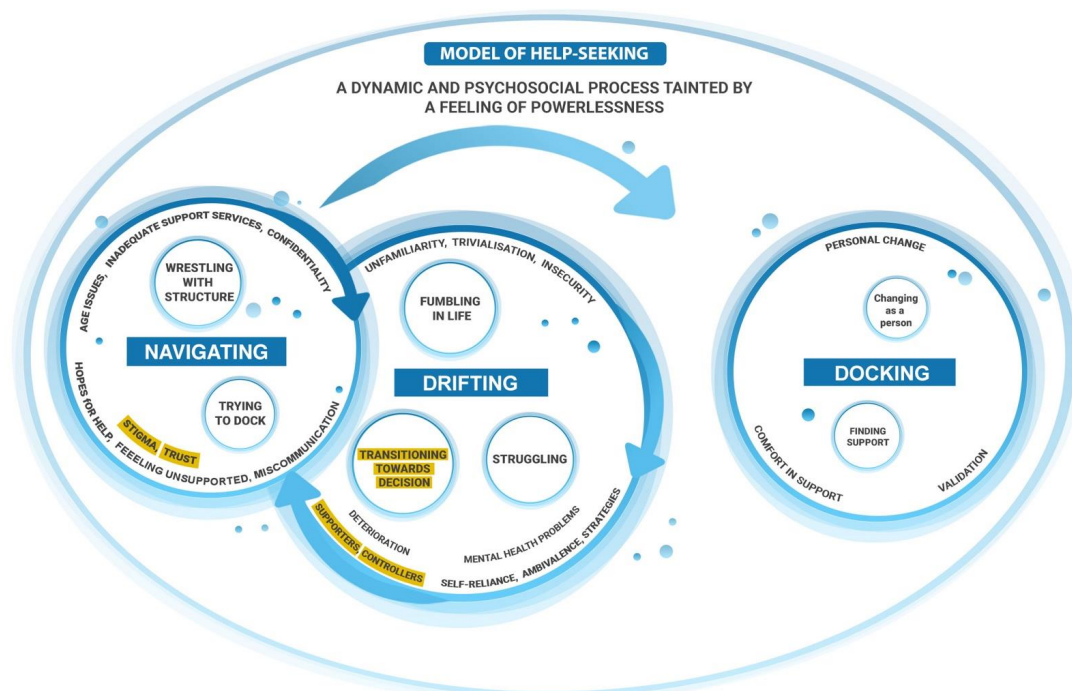 MODEL OF HELP-SEEKING
A DYNAMIC AND PSYCHOSOCIAL PROCESS TAINTED BY
A FEELING OF POWERLESSNESS
AGE ISSUES, INADEQUATE SUPPORT SERVICES, CONFIDENTIALITY
WRESTLING
WITH
STRUCTURE
NAVIGATING
TRYING
TO DOCK
STIGMA, TRUST
HOPES FOR HELP, FEEELING UNSUPPORTED, MISCOMMUNICATION
UNFAMILIARITY, TRIVIALISATION, INSECURITY
FUMBLING
IN LIFE
DRIFTING
TRANSITIONING
TOWARDS
DECISION
STRUGGLING
DETERIORATION
MENTAL HEALTH PROBLEMS
SUPPORTERS, CONTROLLERS
SELF-RELIANCE, AMBIVALENCE, STRATEGIES
PERSONAL CHANGE
Changing
as a
person
DOCKING
FINDING
SUPPORT
COMFORT IN SUPPORT
VALIDATION